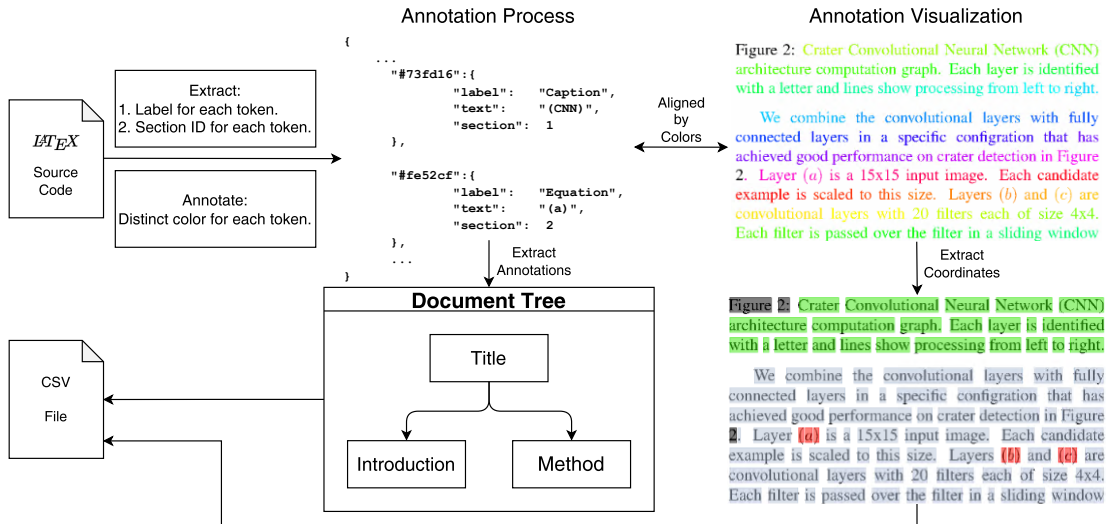 Annotation Process
Annotation Visualization
Extract:
1. Label for each token.
2. Section ID for each token.
LATEX
Source
Code
Annotate:
Distinct color for each token.
{
...
"#73fd16":{
"label": "Caption",
"text": "(CNN)",
"section": 1
},
"#fe52cf":{
"label": "Equation",
"text": "(a)",
"section": 2
},
...
}
Aligned
by
Colors
Figure 2: Crater Convolutional Neural Network (CNN)
architecture computation graph. Each layer is identified
with a letter and lines show processing from left to right.
We combine the convolutional layers with fully
connected layers in a specific configration that has
achieved good performance on crater detection in Figure
2. Layer (a) is a 15x15 input image. Each candidate
example is scaled to this size. Layers (b) and (c) are
convolutional layers with 20 filters each of size 4x4.
Each filter is passed over the filter in a sliding window
Extract
Annotations
Extract
Coordinates
Document Tree
Title
Introduction
Method
CSV
File
Figure 2: Crater Convolutional Neural Network (CNN)
architecture computation graph. Each layer is identified
with a letter and lines show processing from left to right.
We combine the convolutional layers with fully
connected layers in a specific configration that has
achieved good performance on crater detection in Figure
2. Layer (a) is a 15x15 input image. Each candidate
example is scaled to this size. Layers (b) and (c) are
convolutional layers with 20 filters each of size 4x4.
Each filter is passed over the filter in a sliding window